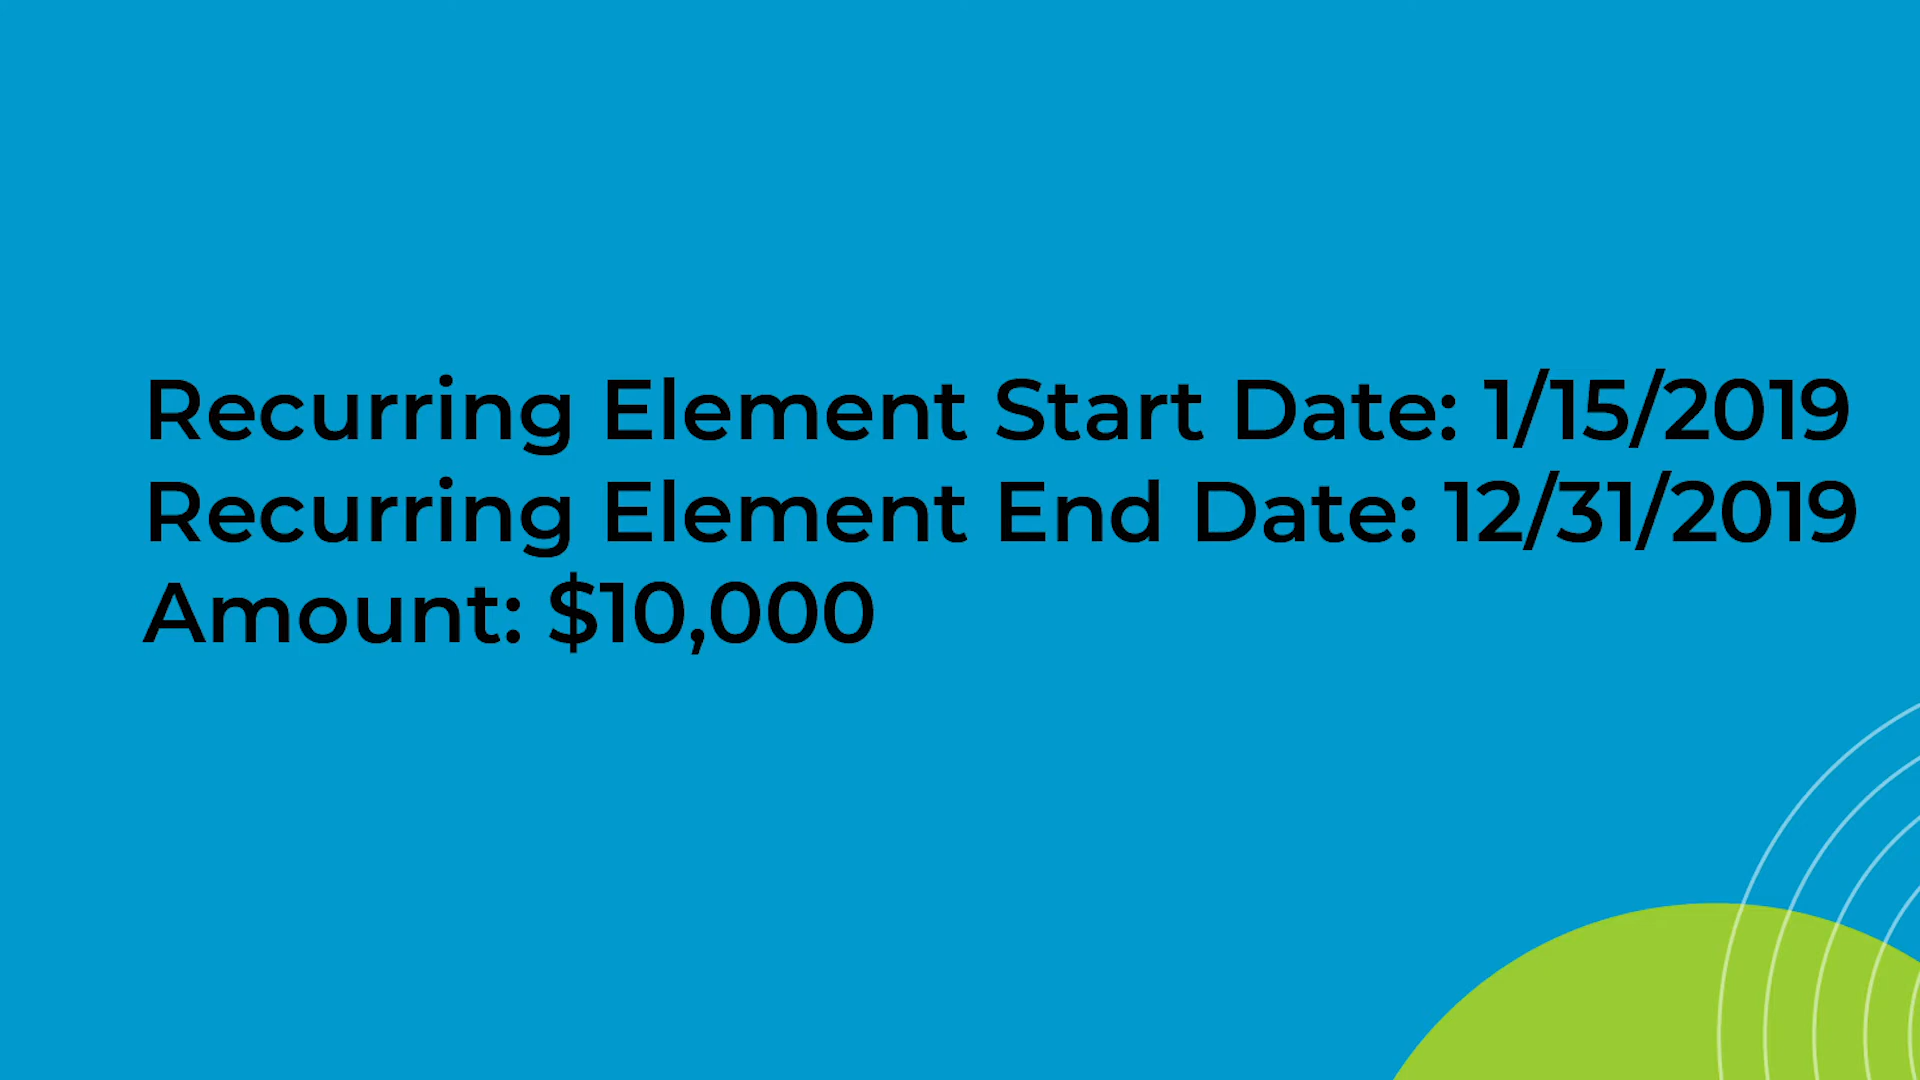 Recurring Element Start Date: 1/15/2019
Recurring Element End Date: 12/31/2019
Amount: $10,000